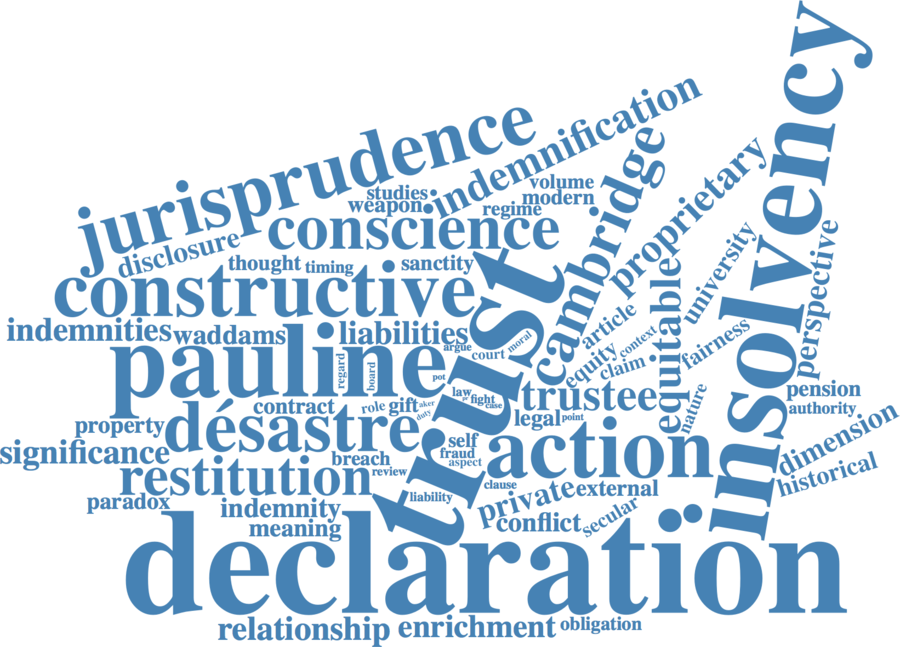 insolvency
jurisprudence
indemnification
studies
volume
weapon
modern
regime
conscience
cambridge
proprietary
disclosure
thought
timing
sanctity
trust
university
perspective
constructive
equitable
indemnities
waddams
liabilities
article
context
fairness
pauline
regard
board
argue
court
moral
equity
claim
pot
law
pr
fight
case
trustee
nature
pension
authority
contract
role
gift
aker
duty
legal
point
property
désastre
self
fraud
aspect
action
dimension
significance
breach
review
historical
restitution
clause
private
external
paradox
indemnity
liability
conflict
secular
meaning
declaration
relationship
enrichment
obligation